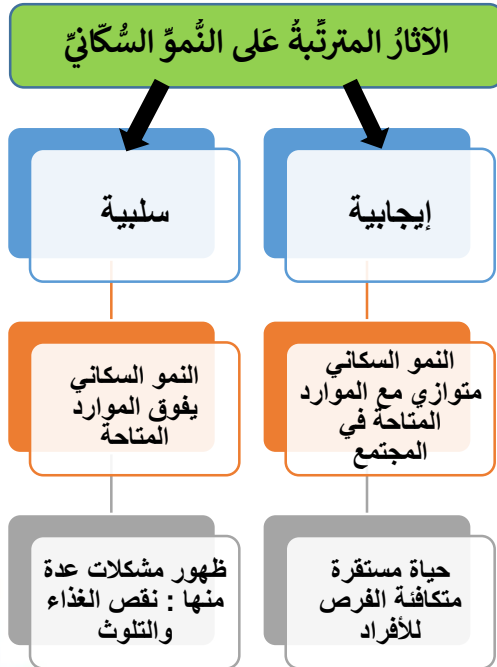 الآثارُ المترتِّبةُ عَلى النُّموِّ السُّكّانيِّ
إيجابية
سلبية
النمو السكاني
متوازي مع الموارد
المتاحة في
المجتمع
النمو السكاني
يفوق الموارد
المتاحة
حياة مستقرة
متكافئة الفرص
للأفراد
ظهور مشكلات عدة
منها : نقص الغذاء
والتلوث